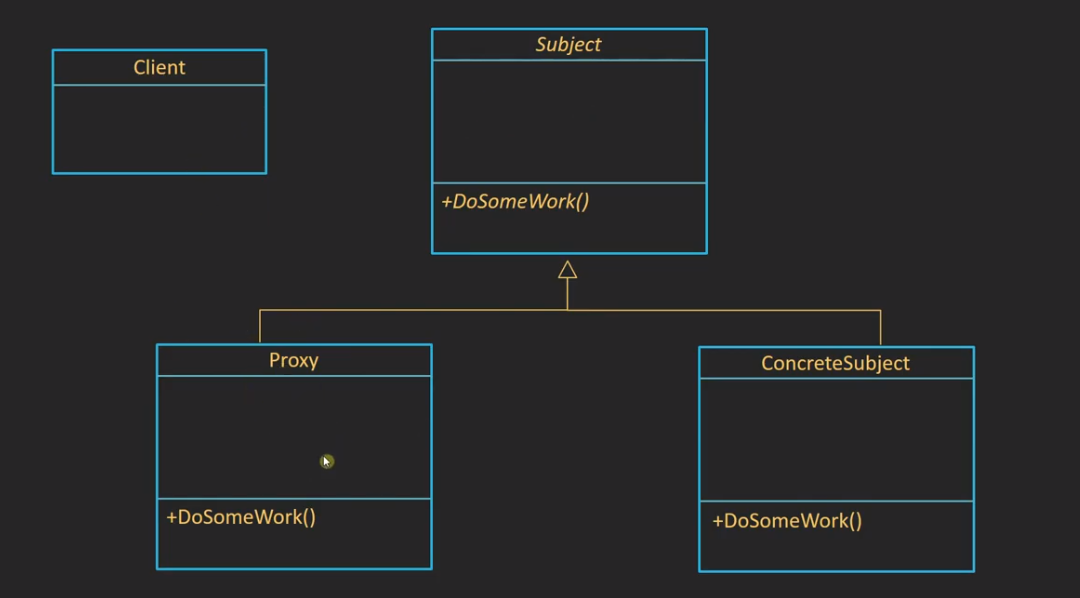 Client
Subject
+DoSomeWork()
Proxy
ConcreteSubject
+DoSomeWork()
+DoSomeWork()